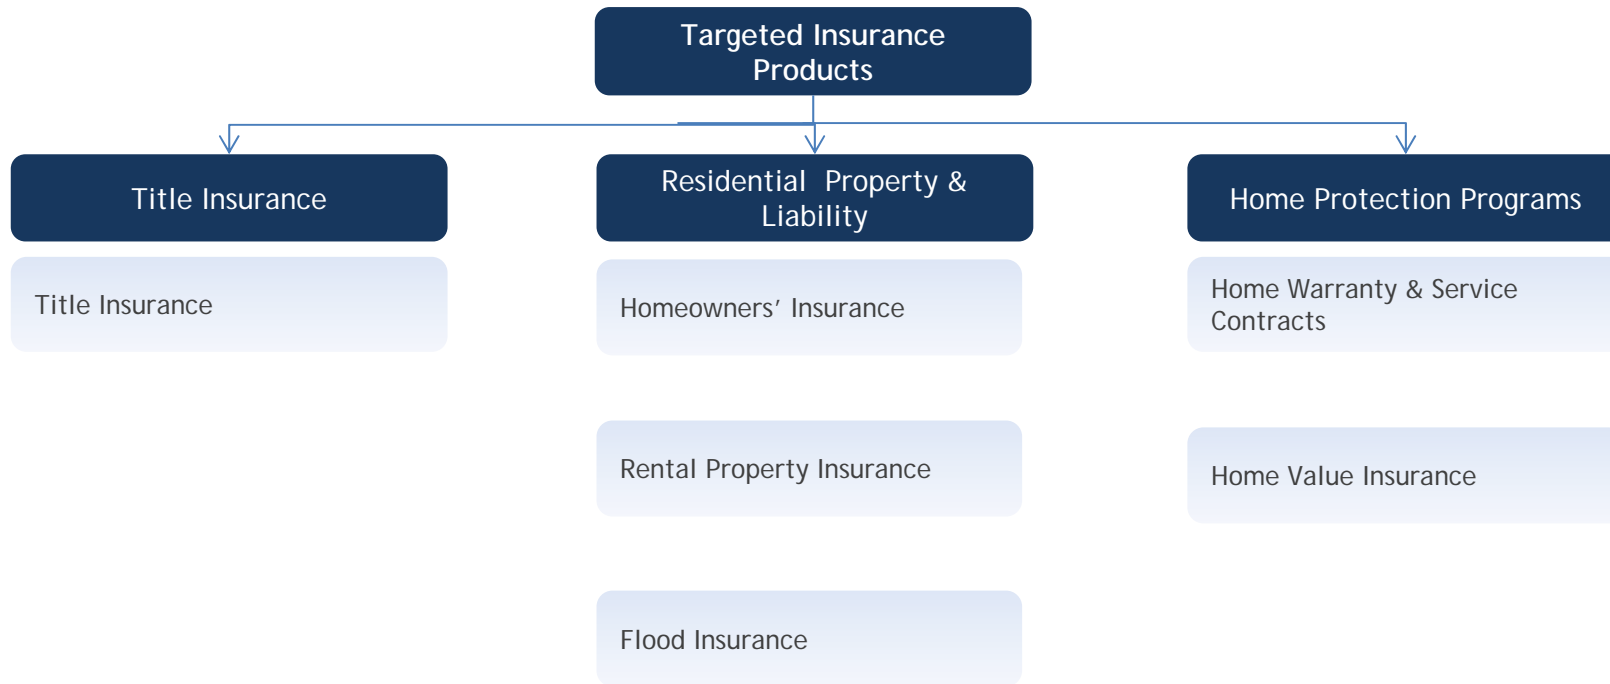 Targeted Insurance
Products
Title Insurance
Residential Property &
Liability
Home Protection Programs
Title Insurance
Homeowners’ Insurance
Home Warranty & Service
Contracts
Rental Property Insurance
Home Value Insurance
Flood Insurance